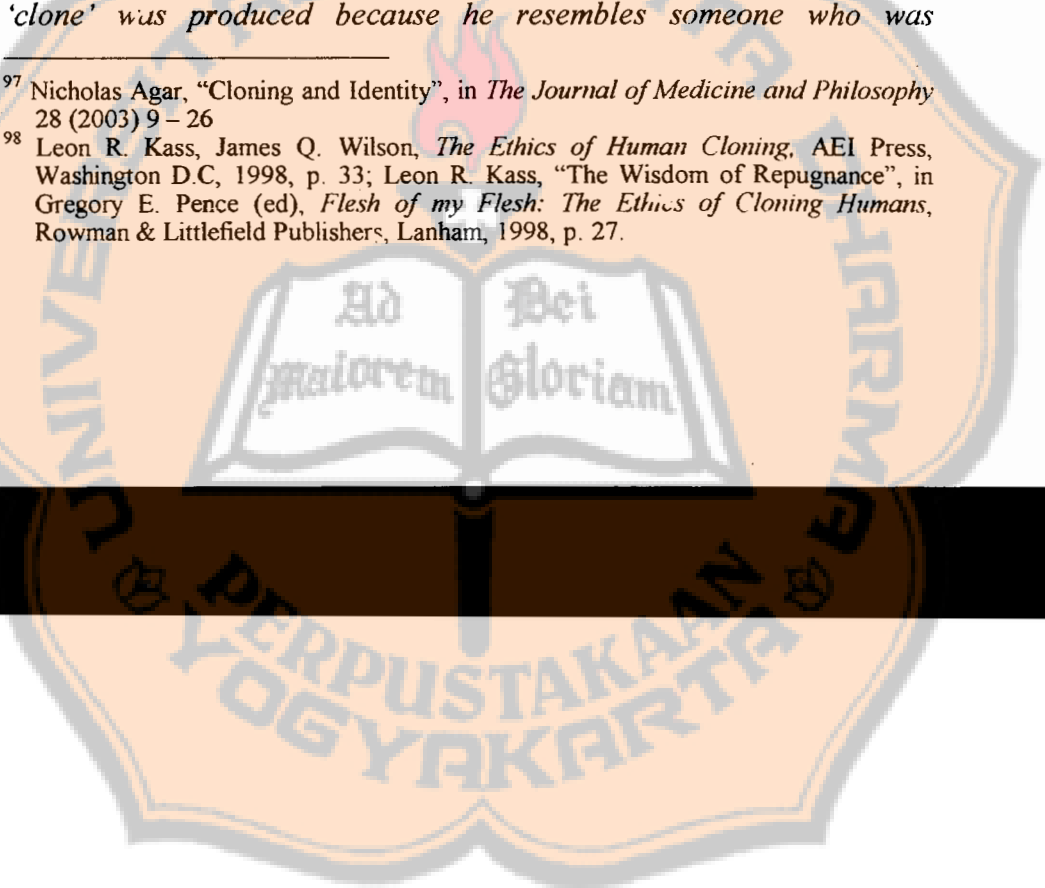 'clone' was produced because he resembles someone who was
97 Nicholas Agar, “Cloning and Identity”, in The Journal of Medicine and Philosophy
28 (2003) 9 – 26
98 Leon R. Kass, James Q. Wilson, The Ethics of Human Cloning, AEI Press,
Washington D.C, 1998, p. 33; Leon R. Kass, “The Wisdom of Repugnance”, in
Gregory E. Pence (ed), Flesh of my Flesh: The Ethics of Cloning Humans,
Rowman & Littlefield Publishers, Lanham, 1998, p. 27.
Ad Dei
maiorem Gloriam
PERPUSTAKAAN
YOGYAKARTA